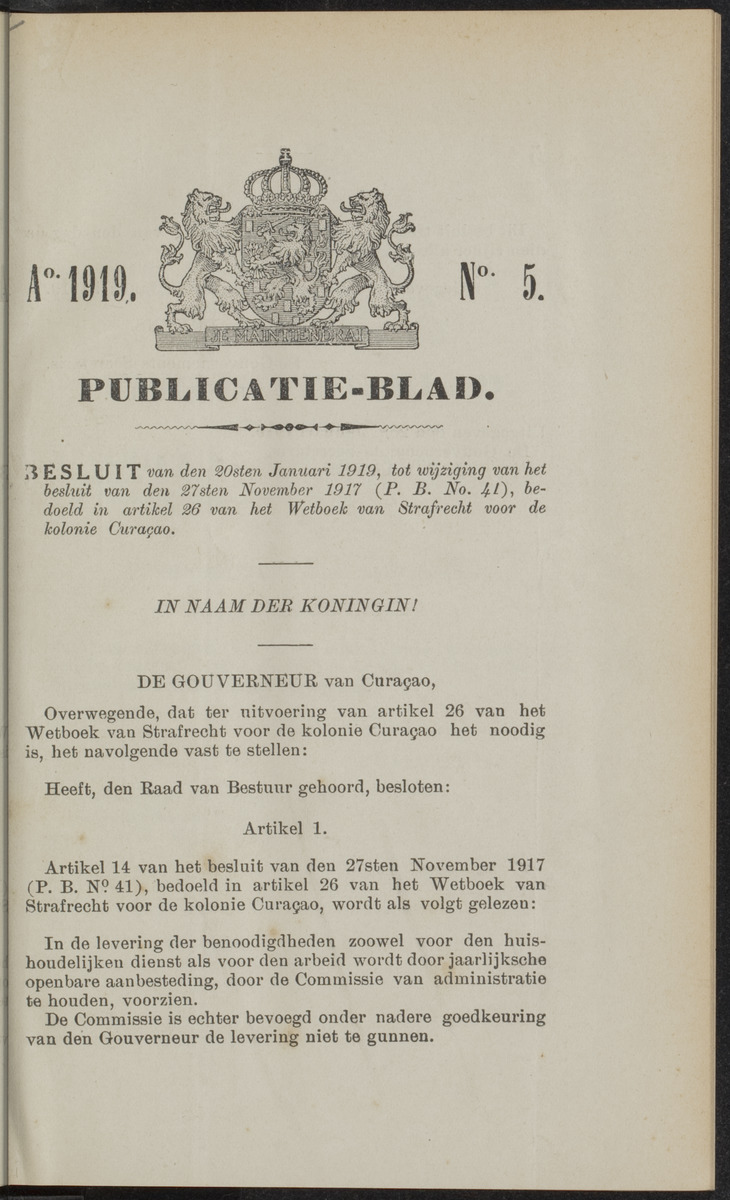 Aº. 1919.
Nº. 5.
JE MAINTIENDRAI
PUBLICATIE-BLAD.
BESLUIT van den 20sten Januari 1919, tot wijziging van het
besluit van den 27sten November 1917 (P. B. No. 41), be-
doeld in artikel 26 van het Wetboek van Strafrecht voor de
kolonie Curaçao.
IN NAAM DER KONINGIN!
DE GOUVERNEUR van Curaçao,
Overwegende, dat ter uitvoering van artikel 26 van het
Wetboek van Strafrecht voor de kolonie Curaçao het noodig
is, het navolgende vast te stellen:
Heeft, den Raad van Bestuur gehoord, besloten:
Artikel 1.
Artikel 14 van het besluit van den 27sten November 1917
(P. B. Nº 41), bedoeld in artikel 26 van het Wetboek van
Strafrecht voor de kolonie Curaçao, wordt als volgt gelezen:
In de levering der benoodigdheden zoowel voor den huis-
houdelijken dienst als voor den arbeid wordt door jaarlijksche
openbare aanbesteding, door de Commissie van administratie
te houden, voorzien.
De Commissie is echter bevoegd onder nadere goedkeuring
van den Gouverneur de levering niet te gunnen.